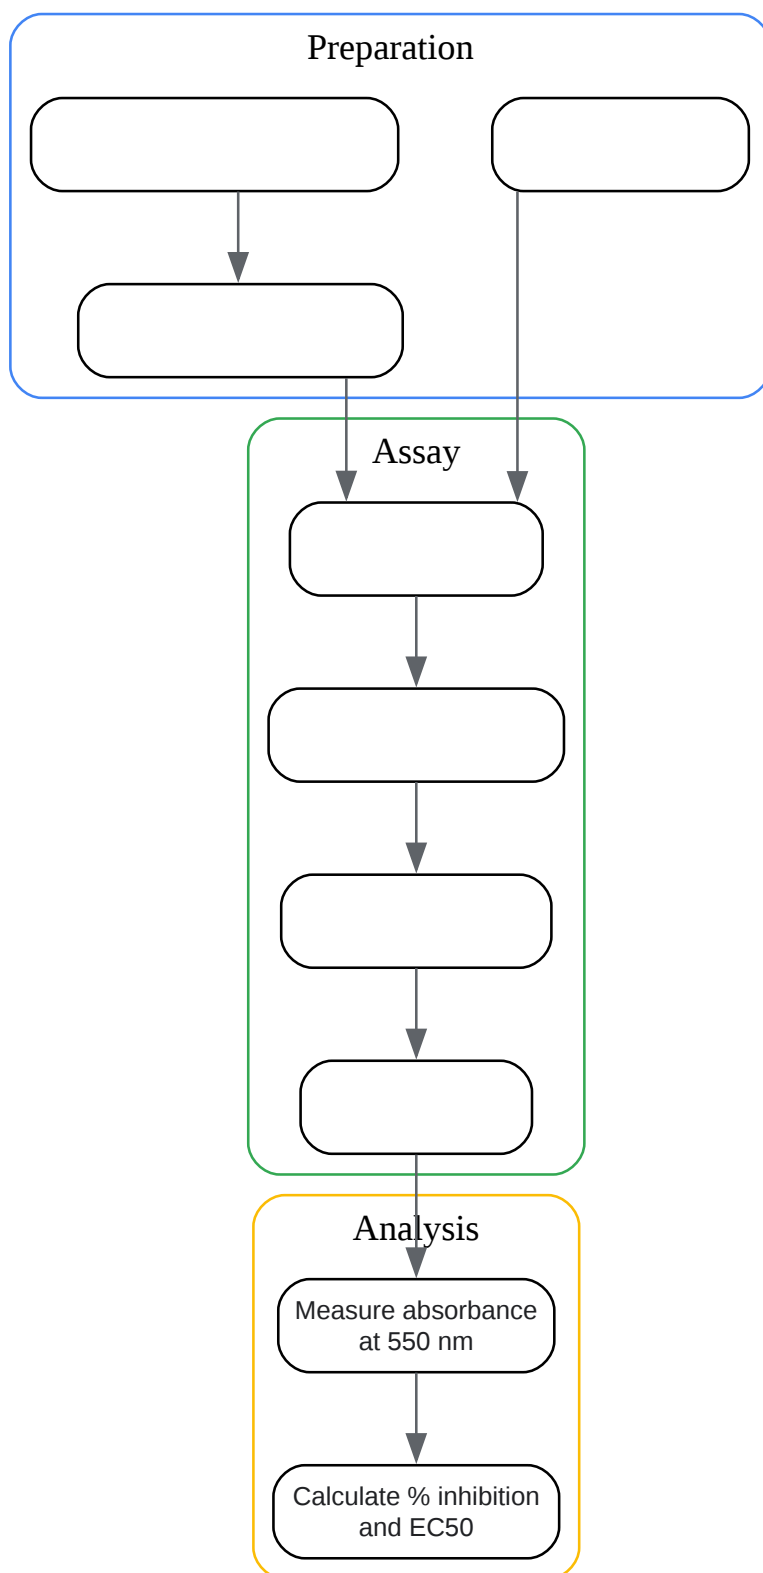 Preparation
Assay
Analysis
Measure absorbance
at 550 nm
Calculate % inhibition
and EC50